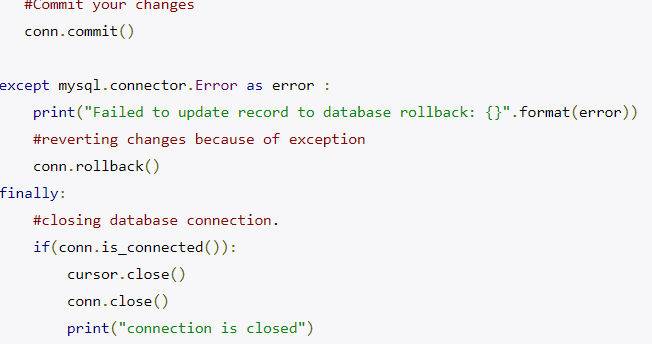 #Commit your changes
conn.commit()
except mysql.connector.Error as error :
print("Failed to update record to database rollback: {}".format(error))
#reverting changes because of exception
conn.rollback()
finally:
#closing database connection.
if(conn.is_connected()):
cursor.close()
conn.close()
print("connection is closed")